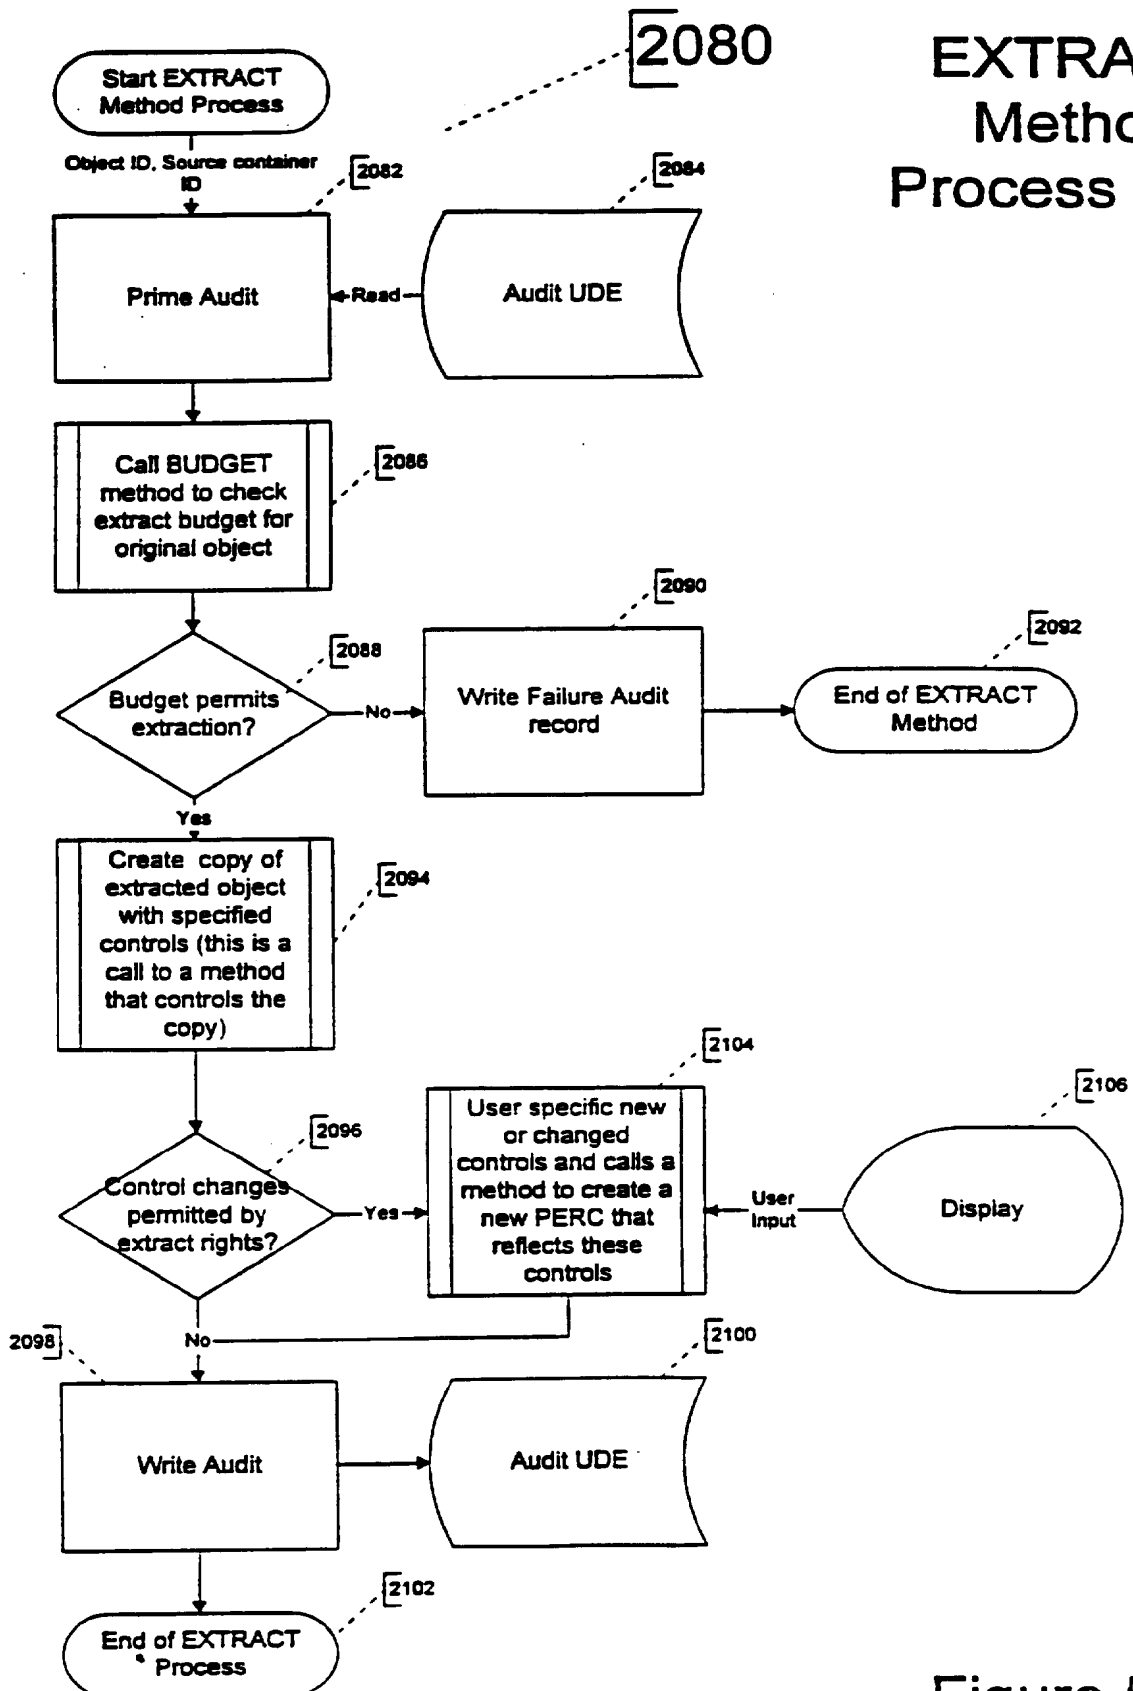 2080
EXTRA
Metho
Process
Start EXTRACT
Method Process
Object ID, Source container
ID
2082
2084
Prime Audit
Read
Audit UDE
Call BUDGET
method to check
extract budget for
original object
2086
2088
2090
2092
Budget permits
extraction?
No
Write Failure Audit
record
End of EXTRACT
Method
Yes
Create copy of
extracted object
with specified
controls (this is a
call to a method
that controls the
copy)
2094
2104
2106
2096
Control changes
permitted by
extract rights?
Yes
User specific new
or changed
controls and calls a
method to create a
new PERC that
reflects these
controls
User
Input
Display
No
2098
2100
Write Audit
Audit UDE
2102
End of EXTRACT
Process
Figure